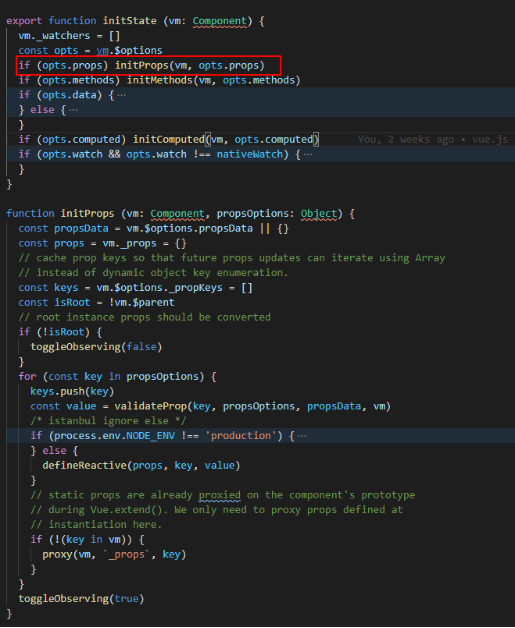 export function initState (vm: Component) {
  vm._watchers = []
  const opts = vm.$options
  if (opts.props) initProps(vm, opts.props)
  if (opts.methods) initMethods(vm, opts.methods)
  if (opts.data) {…
  } else {…
  }
  if (opts.computed) initComputed(vm, opts.computed)     You, 2 weeks ago • vue.js
  if (opts.watch && opts.watch !== nativeWatch) {…
  }
}
function initProps (vm: Component, propsOptions: Object) {
  const propsData = vm.$options.propsData || {}
  const props = vm._props = {}
  // cache prop keys so that future props updates can iterate using Array
  // instead of dynamic object key enumeration.
  const keys = vm.$options._propKeys = []
  const isRoot = !vm.$parent
  // root instance props should be converted
  if (!isRoot) {
    toggleObserving(false)
  }
  for (const key in propsOptions) {
    keys.push(key)
    const value = validateProp(key, propsOptions, propsData, vm)
    /* istanbul ignore else */
    if (process.env.NODE_ENV !== 'production') {…
    } else {
      defineReactive(props, key, value)
    }
    // static props are already proxied on the component's prototype
    // during Vue.extend(). We only need to proxy props defined at
    // instantiation here.
    if (!(key in vm)) {
      proxy(vm, `_props`, key)
    }
  }
  toggleObserving(true)
}